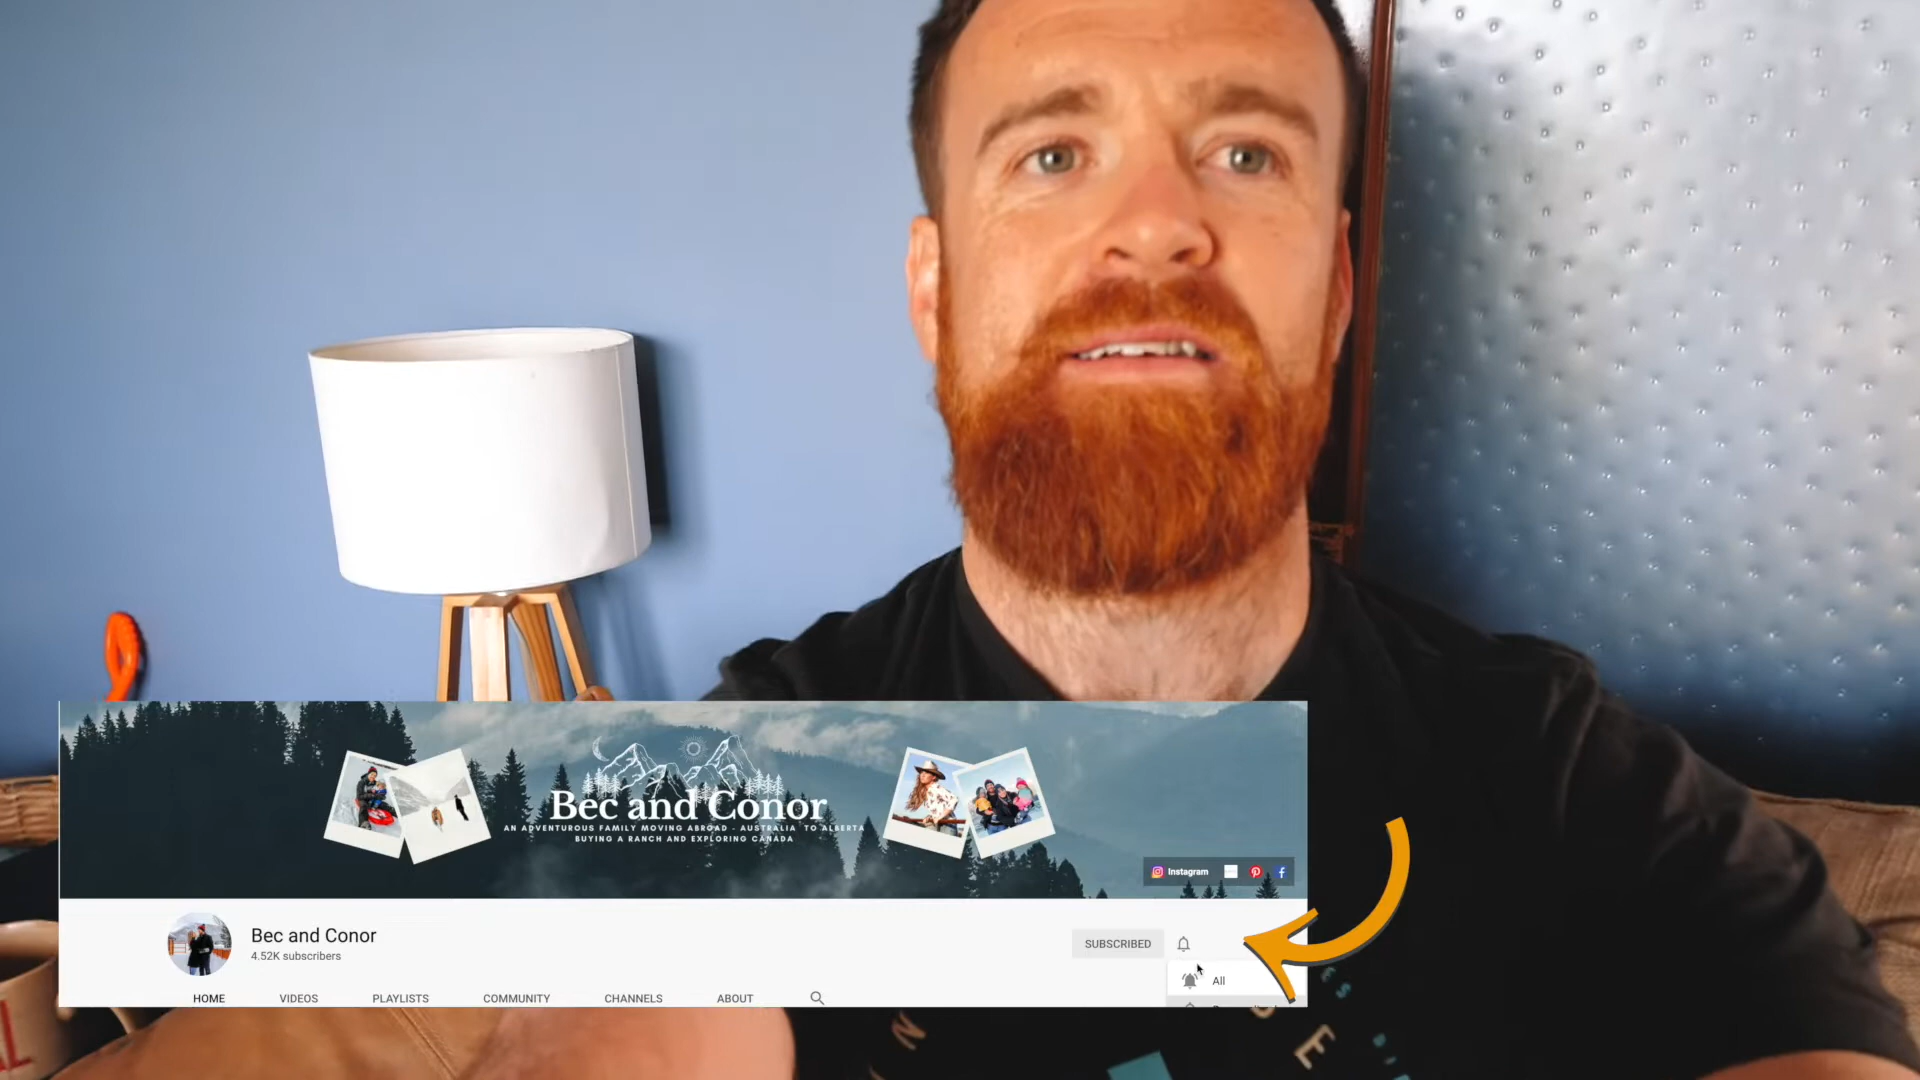 Bec and Conor
AN ADVENTUROUS FAMILY MOVING ABROAD - AUSTRALIA TO ALBERTA
BUYING A RANCH AND EXPLORING CANADA
Instagram
Bec and Conor
4.52K subscribers
SUBSCRIBED
All
HOME VIDEOS PLAYLISTS COMMUNITY CHANNELS ABOUT